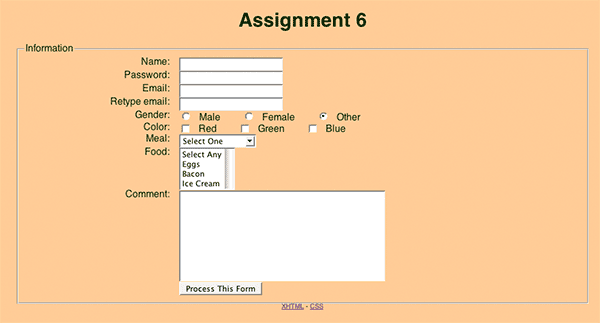 Assignment 6
Information
Name:
Password:
Email:
Retype email:
Gender: Male Female Other
Color: Red Green Blue
Meal: Select One
Food: Select Any
Eggs
Bacon
Ice Cream
Comment:
Process This Form
XHTML - CSS